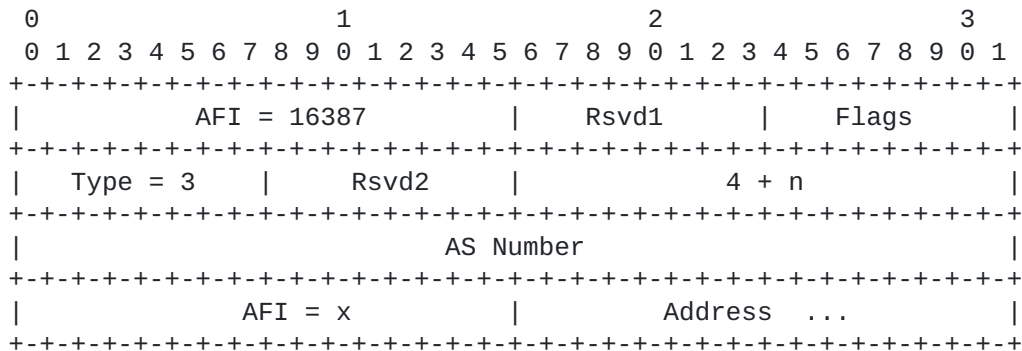 0                   1                   2                   3
 0 1 2 3 4 5 6 7 8 9 0 1 2 3 4 5 6 7 8 9 0 1 2 3 4 5 6 7 8 9 0 1
+-+-+-+-+-+-+-+-+-+-+-+-+-+-+-+-+-+-+-+-+-+-+-+-+-+-+-+-+-+-+-+-+
|           AFI = 16387         |    Rsvd1      |    Flags      |
+-+-+-+-+-+-+-+-+-+-+-+-+-+-+-+-+-+-+-+-+-+-+-+-+-+-+-+-+-+-+-+-+
|   Type = 3    |     Rsvd2     |             4 + n             |
+-+-+-+-+-+-+-+-+-+-+-+-+-+-+-+-+-+-+-+-+-+-+-+-+-+-+-+-+-+-+-+-+
|                           AS Number                           |
+-+-+-+-+-+-+-+-+-+-+-+-+-+-+-+-+-+-+-+-+-+-+-+-+-+-+-+-+-+-+-+-+
|              AFI = x          |         Address  ...          |
+-+-+-+-+-+-+-+-+-+-+-+-+-+-+-+-+-+-+-+-+-+-+-+-+-+-+-+-+-+-+-+-+